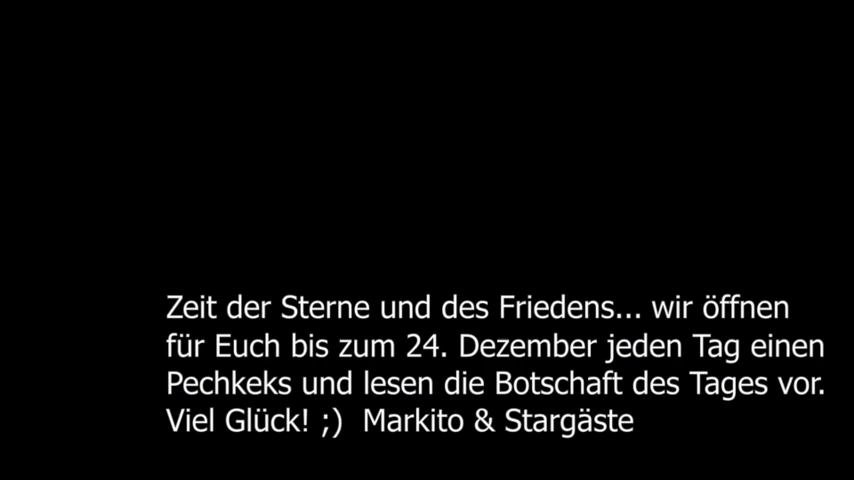 Zeit der Sterne und des Friedens... wir öffnen
für Euch bis zum 24. Dezember jeden Tag einen
Pechkeks und lesen die Botschaft des Tages vor.
Viel Glück! ;)  Markito & Stargäste